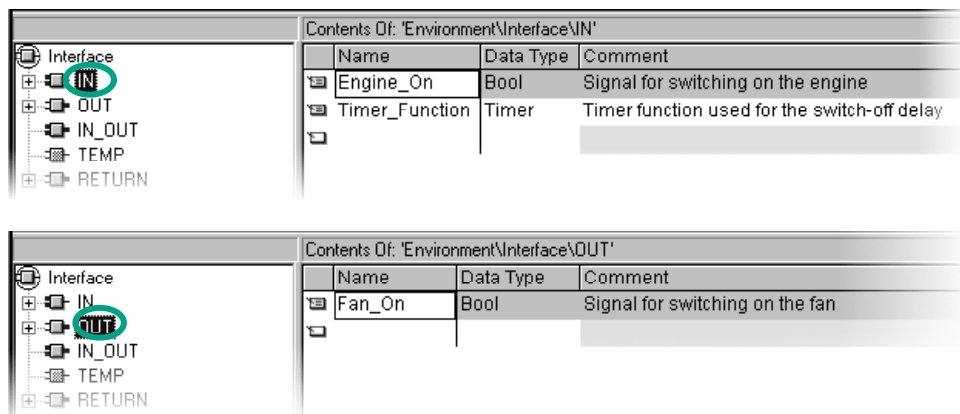 Contents Of: 'Environment\Interface\IN'
Interface
IN
OUT
IN_OUT
TEMP
RETURN
Name Data Type Comment
Engine_On Bool Signal for switching on the engine
Timer_Function Timer Timer function used for the switch-off delay
Contents Of: 'Environment\Interface\OUT'
Interface
IN
OUT
IN_OUT
TEMP
RETURN
Name Data Type Comment
Fan_On Bool Signal for switching on the fan